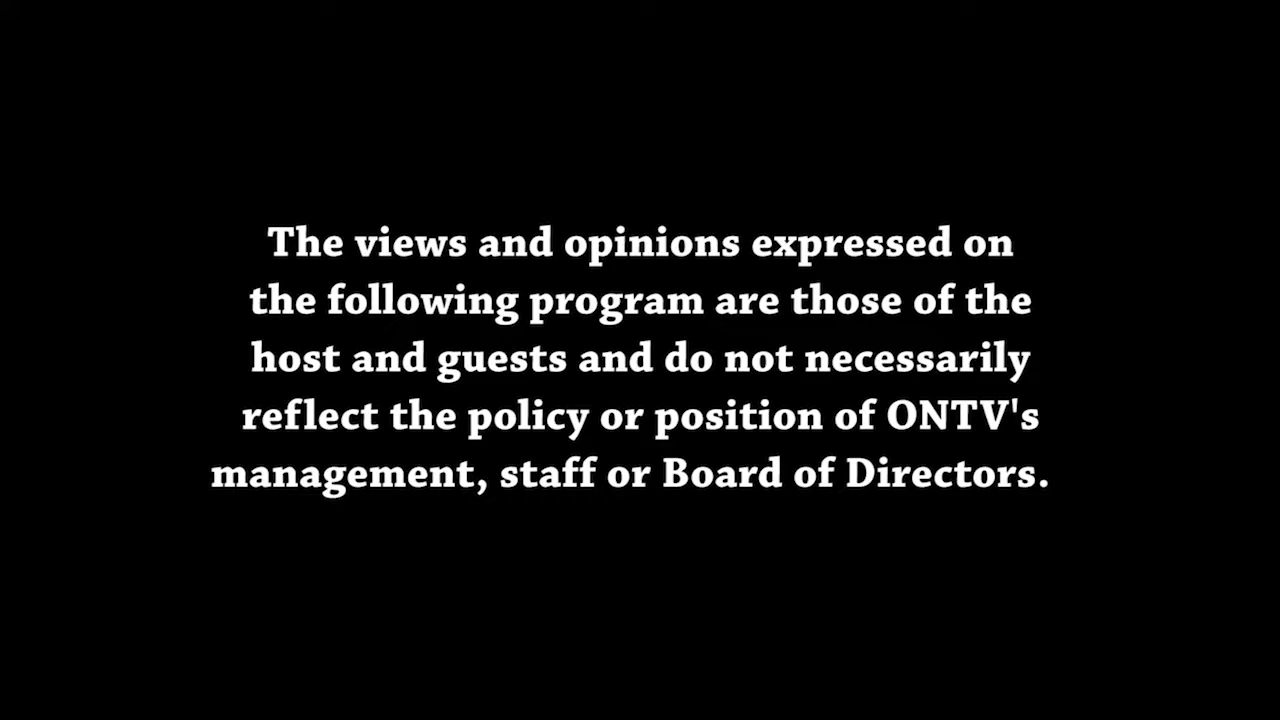 The views and opinions expressed on
the following program are those of the
host and guests and do not necessarily
reflect the policy or position of ONTV's
management, staff or Board of Directors.